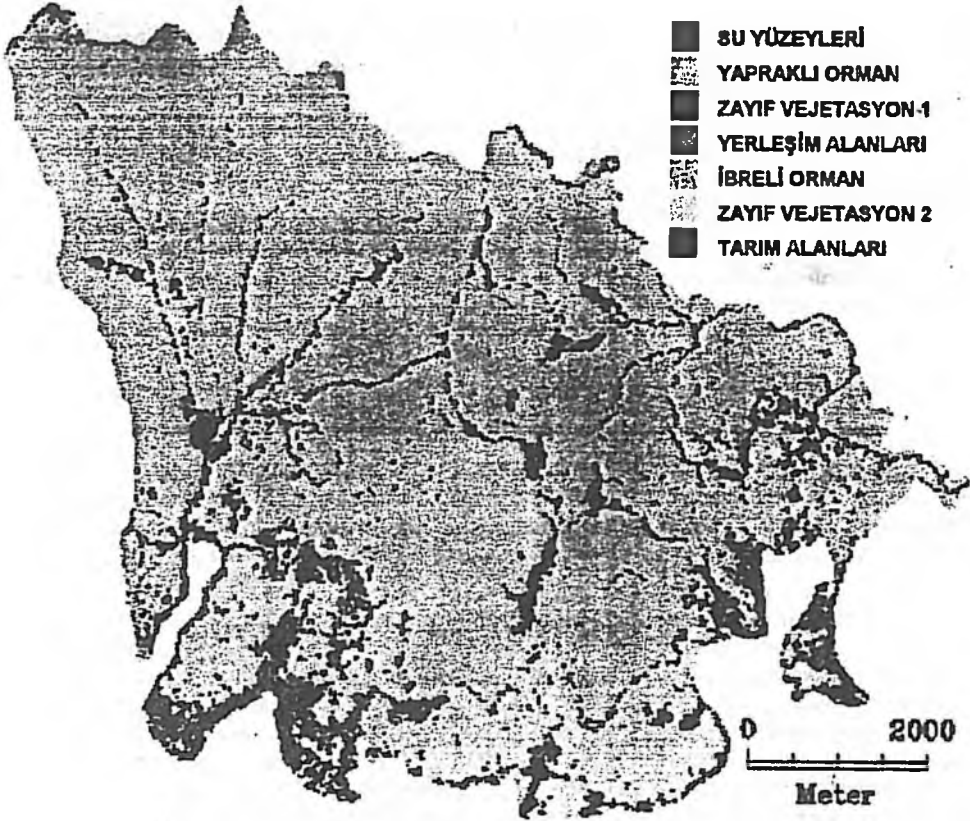 SU YÜZEYLERİ
YAPRAKLI ORMAN
ZAYIF VEJETASYON-1
YERLEŞİM ALANLARI
İBRELİ ORMAN
ZAYIF VEJETASYON 2
TARIM ALANLARI
0 2000
Meter